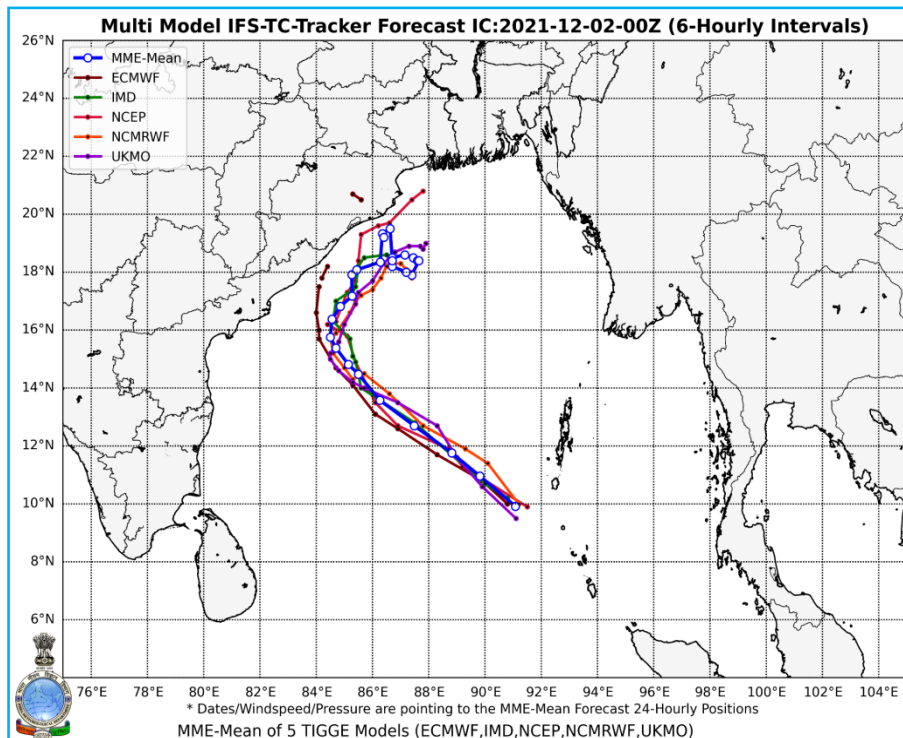 Multi Model IFS-TC-Tracker Forecast IC:2021-12-02-00Z (6-Hourly Intervals)
26°N
24°N
22°N
20°N
18°N
16°N
14°N
12°N
10°N
8°N
6°N
MME-Mean
ECMWF
IMD
NCEP
NCMRWF
UKMO
76°E 78°E 80°E 82°E 84°E 86°E 88°E 90°E 92°E 94°E 96°E 98°E 100°E 102°E 104°E
* Dates/Windspeed/Pressure are pointing to the MME-Mean Forecast 24-Hourly Positions
MME-Mean of 5 TIGGE Models (ECMWF,IMD,NCEP,NCMRWF,UKMO)